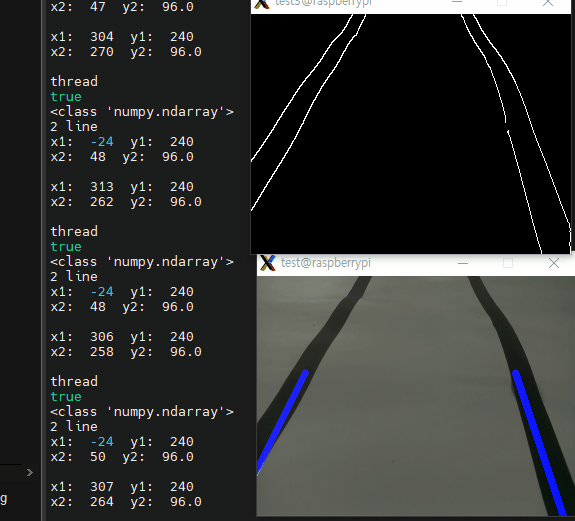 x2:  47  y2:  96.0
x1:  304  y1:  240
x2:  270  y2:  96.0
thread
true
<class 'numpy.ndarray'>
2 line
x1:  -24  y1:  240
x2:  48  y2:  96.0
x1:  313  y1:  240
x2:  262  y2:  96.0
thread
true
<class 'numpy.ndarray'>
2 line
x1:  -24  y1:  240
x2:  48  y2:  96.0
x1:  306  y1:  240
x2:  258  y2:  96.0
thread
true
<class 'numpy.ndarray'>
2 line
x1:  -24  y1:  240
x2:  50  y2:  96.0
x1:  307  y1:  240
x2:  264  y2:  96.0
g
test3@raspberrypi
test@raspberrypi